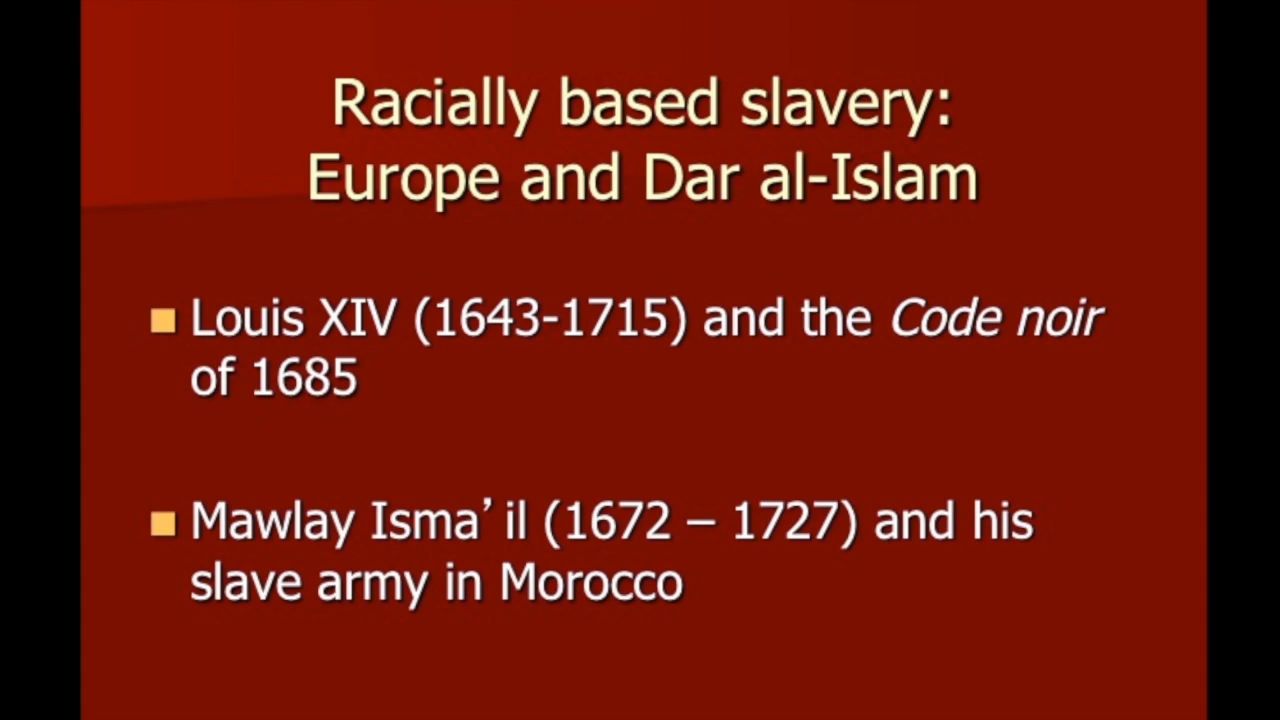 Racially based slavery:
Europe and Dar al-Islam
Louis XIV (1643-1715) and the Code noir
of 1685
Mawlay Isma’il (1672 – 1727) and his
slave army in Morocco